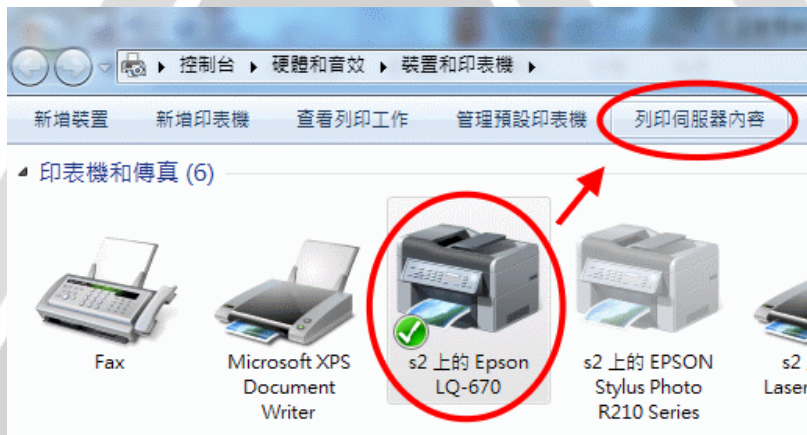 控制台 硬體和音效 裝置和印表機
新增裝置 新增印表機 查看列印工作 管理預設印表機 列印伺服器內容
印表機和傳真 (6)
Fax
Microsoft XPS
Document
Writer
s2 上的 Epson
LQ-670
s2 上的 EPSON
Stylus Photo
R210 Series
s2